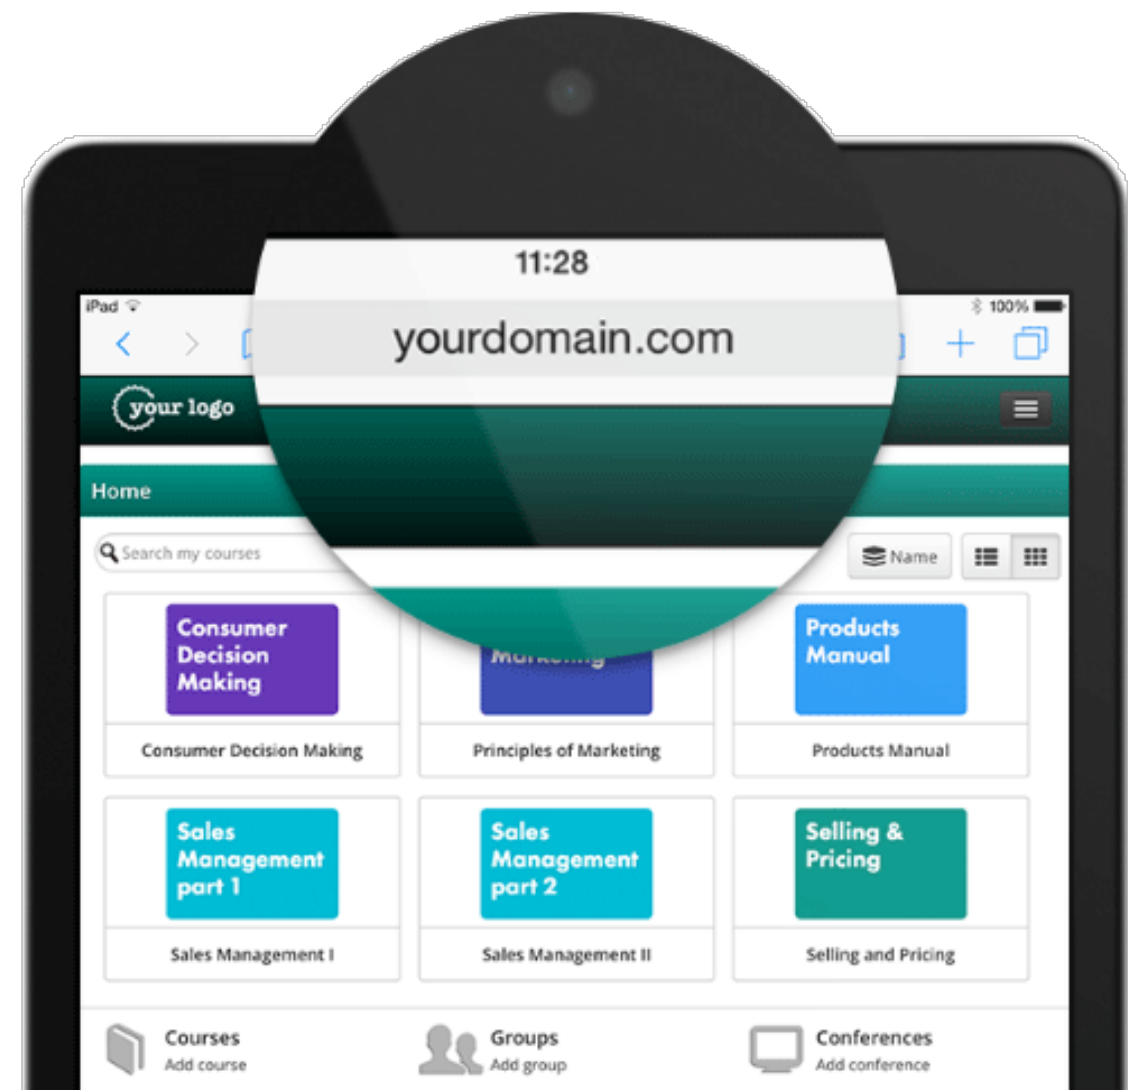 11:28
iPad 100%
yourdomain.com
your logo
Home
Search my courses
Name
Consumer
Decision
Making
Marketing
Products
Manual
Consumer Decision Making
Principles of Marketing
Products Manual
Sales
Management
part 1
Sales
Management
part 2
Selling &
Pricing
Sales Management I
Sales Management II
Selling and Pricing
Courses
Add course
Groups
Add group
Conferences
Add conference